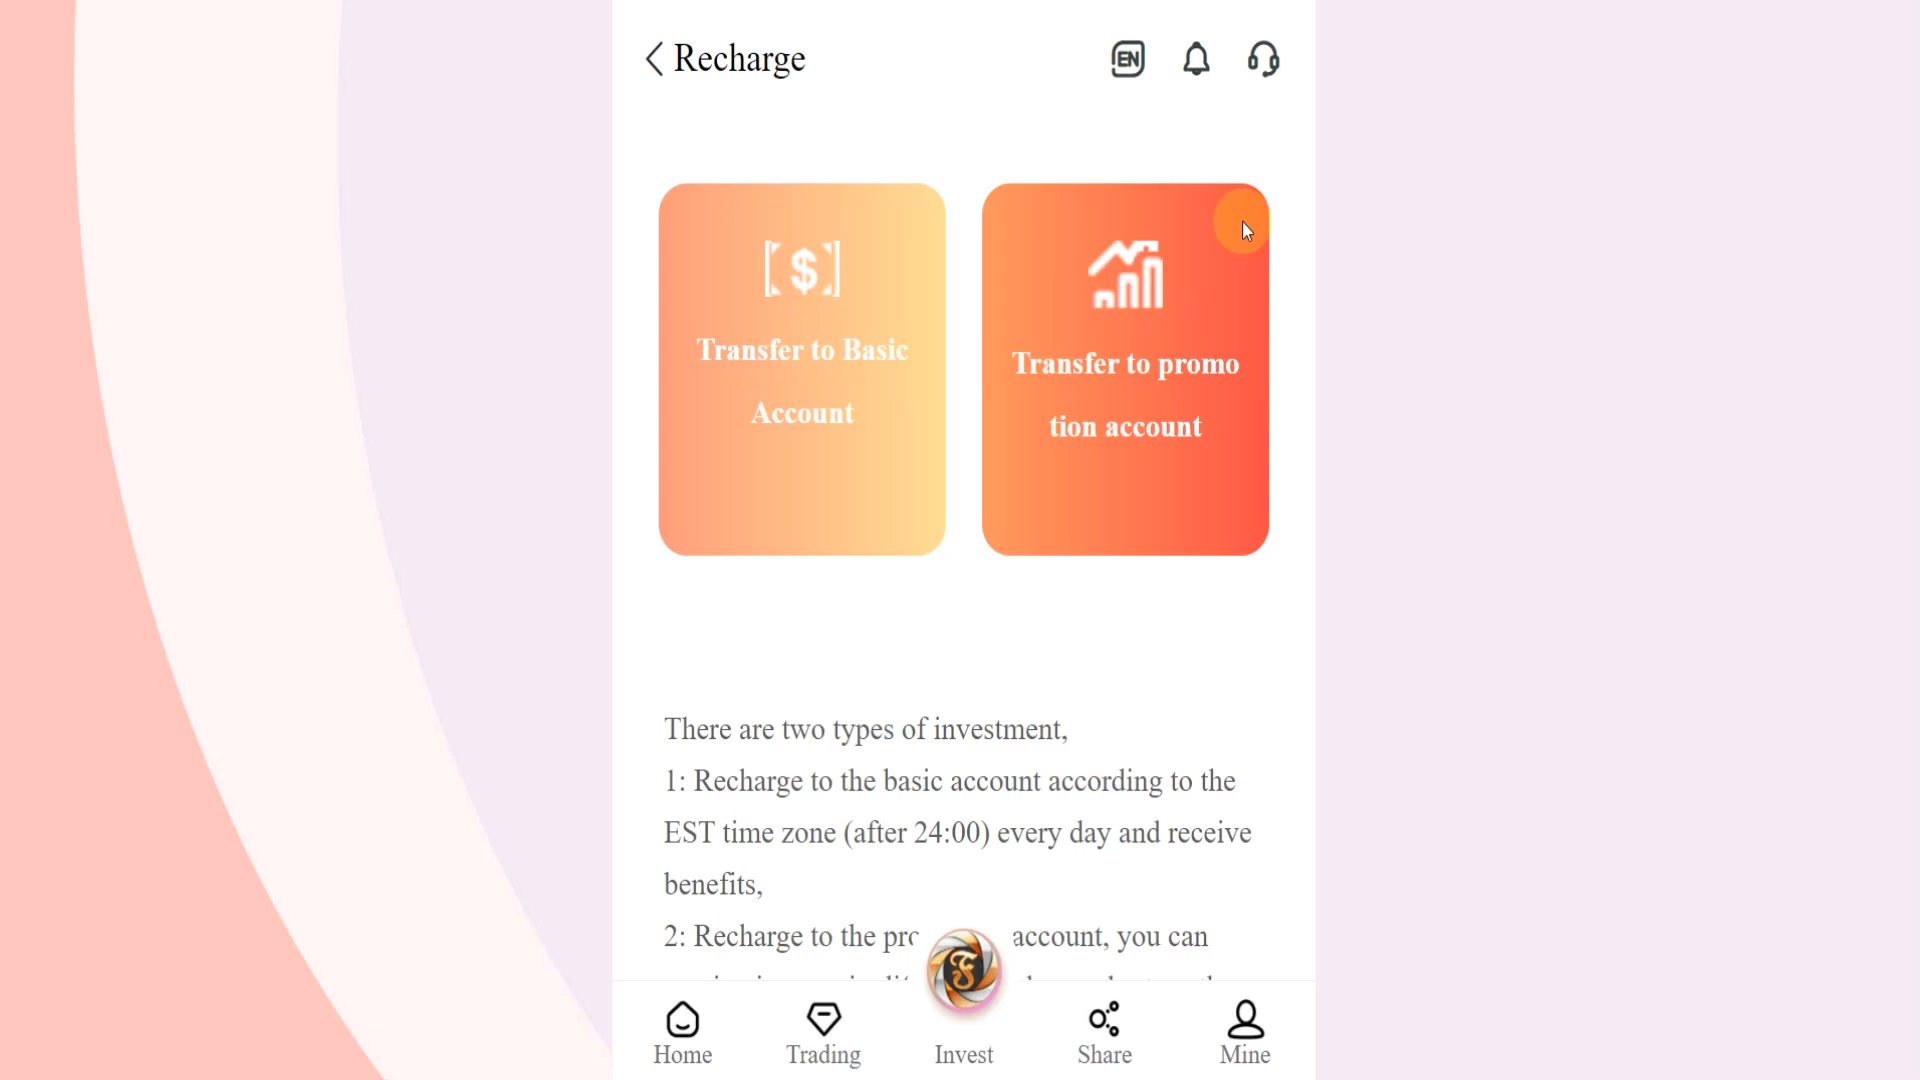 Recharge
EN
Transfer to Basic
Account
Transfer to promo
tion account
There are two types of investment,
1: Recharge to the basic account according to the
EST time zone (after 24:00) every day and receive
benefits,
2: Recharge to the account, you can
Home
Trading
Invest
Share
Mine